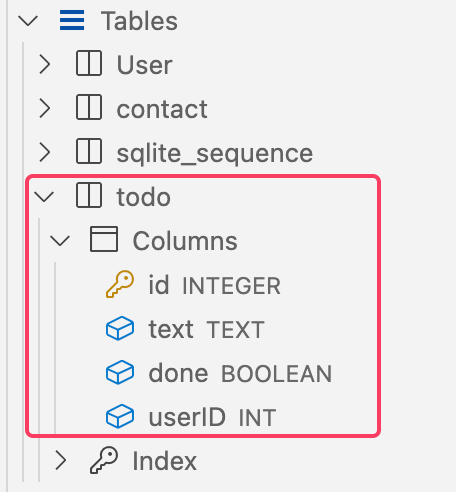 Tables
User
contact
sqlite_sequence
todo
Columns
id INTEGER
text TEXT
done BOOLEAN
userID INT
Index